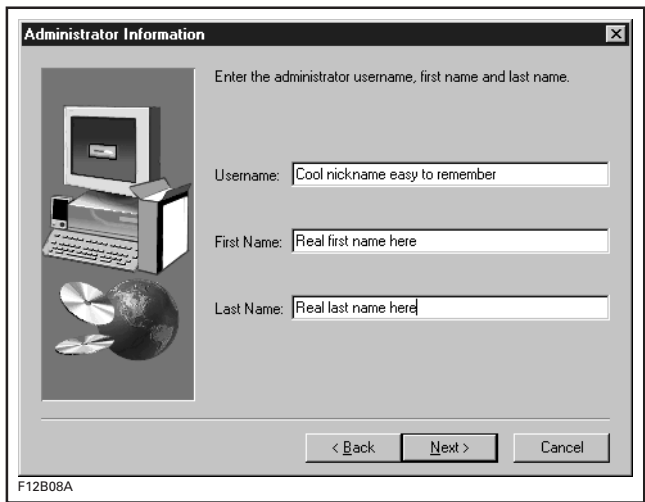 Administrator Information
Enter the administrator username, first name and last name.
Username: Cool nickname easy to remember
First Name: Real first name here
Last Name: Real last name here
< Back Next > Cancel
F12B08A